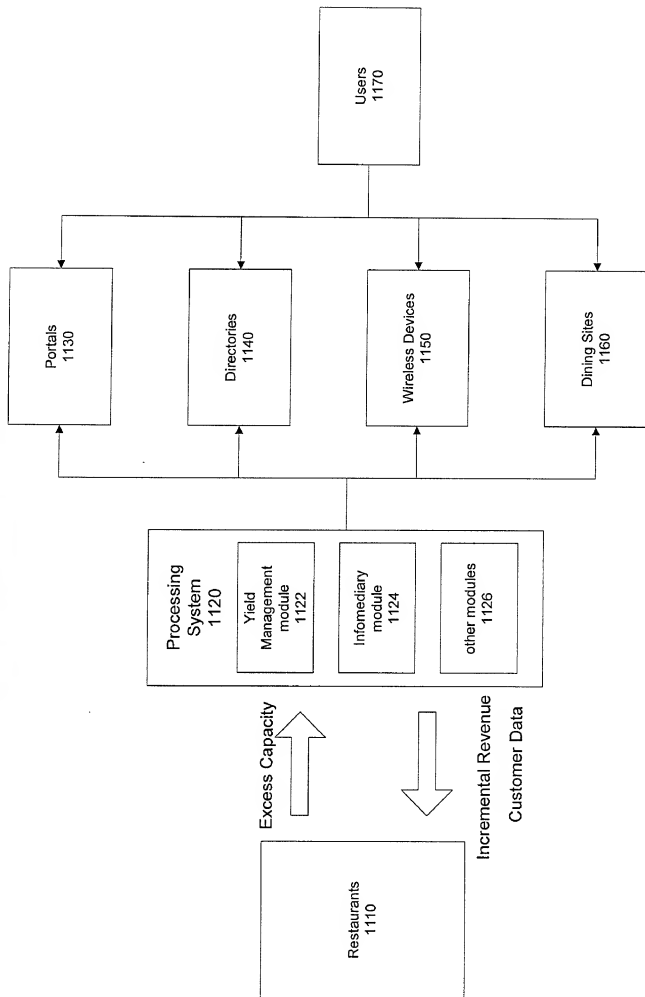 Restaurants
1110
Excess Capacity
Incremental Revenue
Customer Data
Processing
System
1120
Yield
Management
module
1122
Infomediary
module
1124
other modules
1126
Portals
1130
Directories
1140
Wireless Devices
1150
Dining Sites
1160
Users
1170